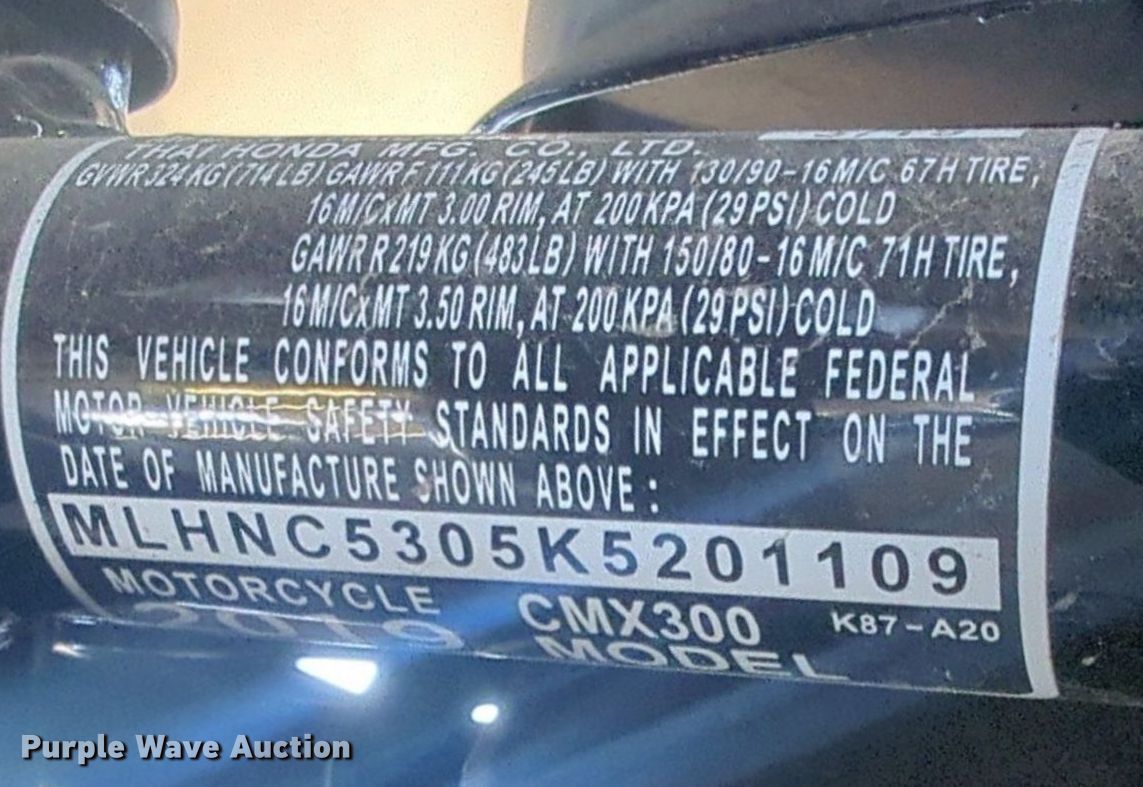 THAI HONDA MFG. CO., LTD.
GVWR 324 KG (714 LB) GAWR F 111 KG (245 LB) WITH 130/90-16 M/C 67H TIRE,
16 M/CxMT 3.00 RIM, AT 200 KPA (29 PSI) COLD
GAWR R 219 KG (483 LB) WITH 150/80-16 M/C 71H TIRE,
16 M/CxMT 3.50 RIM, AT 200 KPA (29 PSI) COLD
THIS VEHICLE CONFORMS TO ALL APPLICABLE FEDERAL
MOTOR VEHICLE SAFETY STANDARDS IN EFFECT ON THE
DATE OF MANUFACTURE SHOWN ABOVE :
MLHNC5305K5201109
MOTORCYCLE CMX300 K87-A20
2019 MODEL
Purple Wave Auction